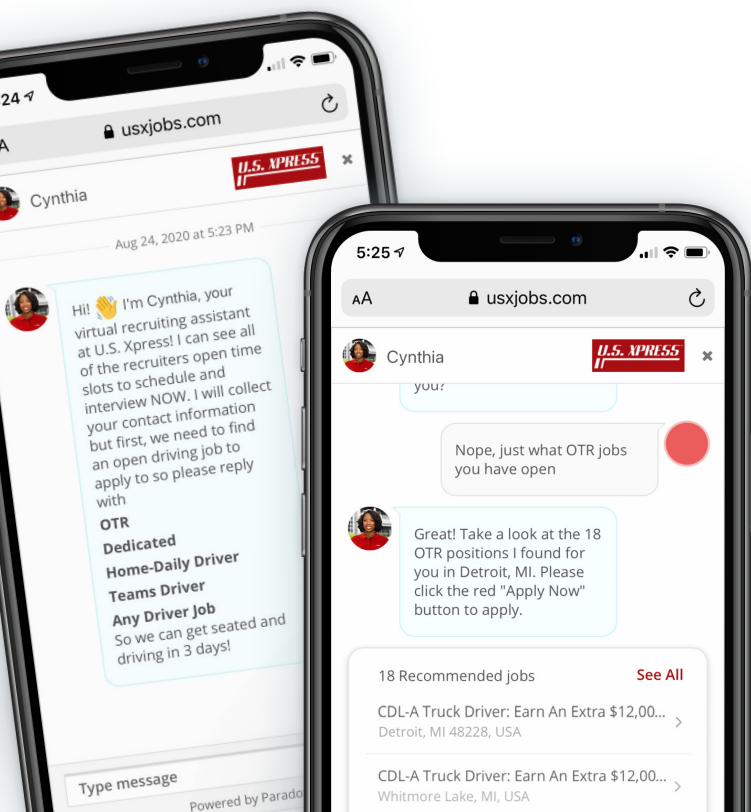 24
A
usxjobs.com
Cynthia
U.S. XPRESS
Aug 24, 2020 at 5:23 PM
Hi! 👋 I'm Cynthia, your
virtual recruiting assistant
at U.S. Xpress! I can see all
of the recruiters open time
slots to schedule and
interview NOW. I will collect
your contact information
but first, we need to find
an open driving job to
apply to so please reply
with
OTR
Dedicated
Home-Daily Driver
Teams Driver
Any Driver Job
So we can get seated and
driving in 3 days!
Type message
Powered by Parado
5:25
AA
usxjobs.com
Cynthia
U.S. XPRESS
you?
Nope, just what OTR jobs
you have open
Great! Take a look at the 18
OTR positions I found for
you in Detroit, MI. Please
click the red "Apply Now"
button to apply.
18 Recommended jobs See All
CDL-A Truck Driver: Earn An Extra $12,00...
Detroit, MI 48228, USA
CDL-A Truck Driver: Earn An Extra $12,00...
Whitmore Lake, MI, USA